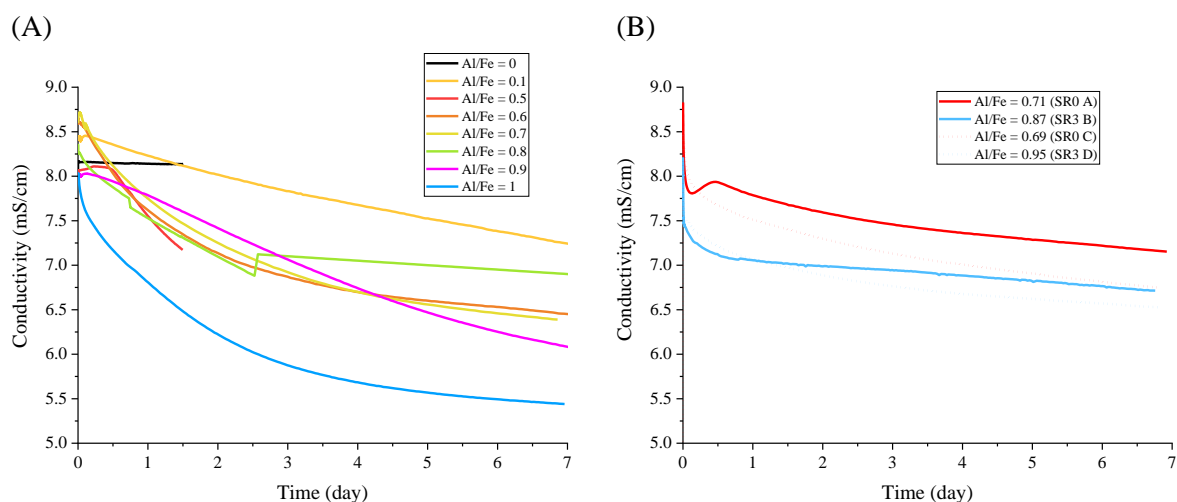 (A)
(B)
Al/Fe = 0
Al/Fe = 0.1
Al/Fe = 0.5
Al/Fe = 0.6
Al/Fe = 0.7
Al/Fe = 0.8
Al/Fe = 0.9
Al/Fe = 1
9.0
8.5
8.0
7.5
7.0
6.5
6.0
5.5
5.0
Conductivity (mS/cm)
0 1 2 3 4 5 6 7
Time (day)
Al/Fe = 0.71 (SR0 A)
Al/Fe = 0.87 (SR3 B)
Al/Fe = 0.69 (SR0 C)
Al/Fe = 0.95 (SR3 D)
9.0
8.5
8.0
7.5
7.0
6.5
6.0
5.5
5.0
Conductivity (mS/cm)
0 1 2 3 4 5 6 7
Time (day)